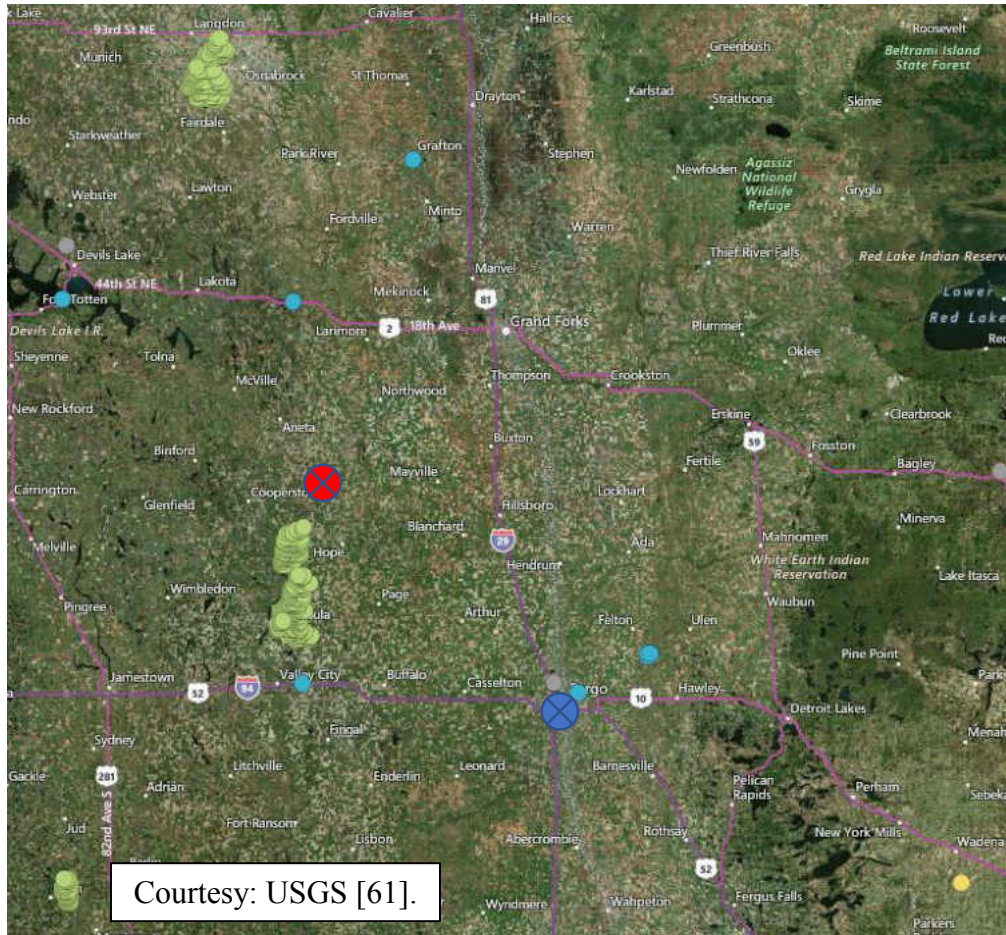 k Lake
93rd St NE
Langdon
Cavalier
Hallock
Roosevelt
Munich
Osnabrock
St Thomas
Greenbush
Beltrami Island
State Forest
Karlstad
Strathcona
Skime
Drayton
ando
Fairdale
Starkweather
Park River
Grafton
Stephen
Newfolden
Agassiz
National
Wildlife
Refuge
Grygla
Webster
Lawton
Fordville
Minto
Warren
Thief River Falls
Red Lake Indian Reserva
Devils Lake
44th St NE
Lakota
Mekinock
Manvel
Lower
Red Lake
Totten
81
Devils Lake I.R.
Larimore
2
18th Ave
Grand Forks
Plummer
Red
Oklee
Sheyenne
Tolna
McVille
Northwood
Thompson
Crookston
New Rockford
Aneta
Erskine
Clearbrook
Binford
Buxton
59
Fosston
Mayville
Fertile
Bagley
Carrington
Glenfield
Lockhart
Hillsboro
Minerva
Melville
Hope
Blanchard
29
Ada
Mahnomen
Hendrum
White Earth Indian
Reservation
Lake Itasca
Wimbledon
Page
Pingree
Arthur
Felton
Ulen
Waubun
Pine Point
Jamestown
52
94
Valley City
Buffalo
Casselton
10
Hawley
Park
Detroit Lakes
Sydney
Fingal
Menah
Gackle
281
Litchville
Enderlin
Leonard
Barnesville
Pelican
Rapids
Perham
Sebeka
Adrian
82nd Ave S
Jud
Fort Ransom
Lisbon
Abercrombie
Rothsay
New York Mills
Wadena
52
Courtesy: USGS [61].
Wyndmere
Wahpeton
Fergus Falls
Parkers